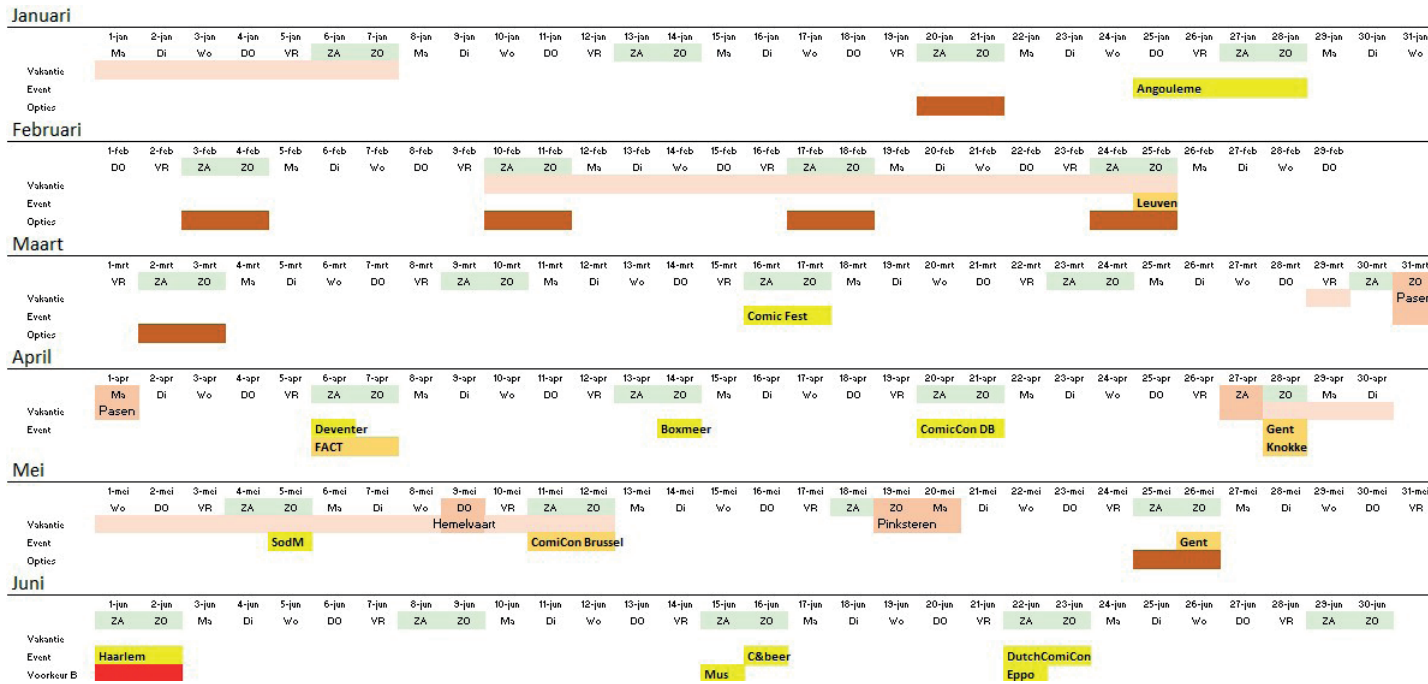 Januari
1-jan 2-jan 3-jan 4-jan 5-jan 6-jan 7-jan 8-jan 9-jan 10-jan 11-jan 12-jan 13-jan 14-jan 15-jan 16-jan 17-jan 18-jan 19-jan 20-jan 21-jan 22-jan 23-jan 24-jan 25-jan 26-jan 27-jan 28-jan 29-jan 30-jan 31-jan
Ma Di Wo DO VR ZA ZO Ma Di Wo DO VR ZA ZO Ma Di Wo DO VR ZA ZO Ma Di Wo DO VR ZA ZO Ma Di Wo
Vakantie
Event Angouleme
Opties
Februari
1-feb 2-feb 3-feb 4-feb 5-feb 6-feb 7-feb 8-feb 9-feb 10-feb 11-feb 12-feb 13-feb 14-feb 15-feb 16-feb 17-feb 18-feb 19-feb 20-feb 21-feb 22-feb 23-feb 24-feb 25-feb 26-feb 27-feb 28-feb 29-feb
DO VR ZA ZO Ma Di Wo DO VR ZA ZO Ma Di Wo DO VR ZA ZO Ma Di Wo DO VR ZA ZO Ma Di Wo DO
Vakantie
Event Leuven
Opties
Maart
1-mrt 2-mrt 3-mrt 4-mrt 5-mrt 6-mrt 7-mrt 8-mrt 9-mrt 10-mrt 11-mrt 12-mrt 13-mrt 14-mrt 15-mrt 16-mrt 17-mrt 18-mrt 19-mrt 20-mrt 21-mrt 22-mrt 23-mrt 24-mrt 25-mrt 26-mrt 27-mrt 28-mrt 29-mrt 30-mrt 31-mrt
VR ZA ZO Ma Di Wo DO VR ZA ZO Ma Di Wo DO VR ZA ZO Ma Di Wo DO VR ZA ZO Ma Di Wo DO VR ZA ZO
Vakantie Pasen
Event Comic Fest
Opties
April
1-apr 2-apr 3-apr 4-apr 5-apr 6-apr 7-apr 8-apr 9-apr 10-apr 11-apr 12-apr 13-apr 14-apr 15-apr 16-apr 17-apr 18-apr 19-apr 20-apr 21-apr 22-apr 23-apr 24-apr 25-apr 26-apr 27-apr 28-apr 29-apr 30-apr
Ma Di Wo DO VR ZA ZO Ma Di Wo DO VR ZA ZO Ma Di Wo DO VR ZA ZO Ma Di Wo DO VR ZA ZO Ma Di
Vakantie Pasen
Event Deventer Boxmeer ComicCon DB Gent
FACT Knokke
Mei
1-mei 2-mei 3-mei 4-mei 5-mei 6-mei 7-mei 8-mei 9-mei 10-mei 11-mei 12-mei 13-mei 14-mei 15-mei 16-mei 17-mei 18-mei 19-mei 20-mei 21-mei 22-mei 23-mei 24-mei 25-mei 26-mei 27-mei 28-mei 29-mei 30-mei 31-mei
Wo DO VR ZA ZO Ma Di Wo DO VR ZA ZO Ma Di Wo DO VR ZA ZO Ma Di Wo DO VR ZA ZO Ma Di Wo DO VR
Vakantie Hemelvaart Pinksteren
Event SodM ComiCon Brussel Gent
Opties
Juni
1-jun 2-jun 3-jun 4-jun 5-jun 6-jun 7-jun 8-jun 9-jun 10-jun 11-jun 12-jun 13-jun 14-jun 15-jun 16-jun 17-jun 18-jun 19-jun 20-jun 21-jun 22-jun 23-jun 24-jun 25-jun 26-jun 27-jun 28-jun 29-jun 30-jun
ZA ZO Ma Di Wo DO VR ZA ZO Ma Di Wo DO VR ZA ZO Ma Di Wo DO VR ZA ZO Ma Di Wo DO VR ZA ZO
Vakantie
Event Haarlem C&beer DutchComiCon
Voorkeur B Mus Eppo